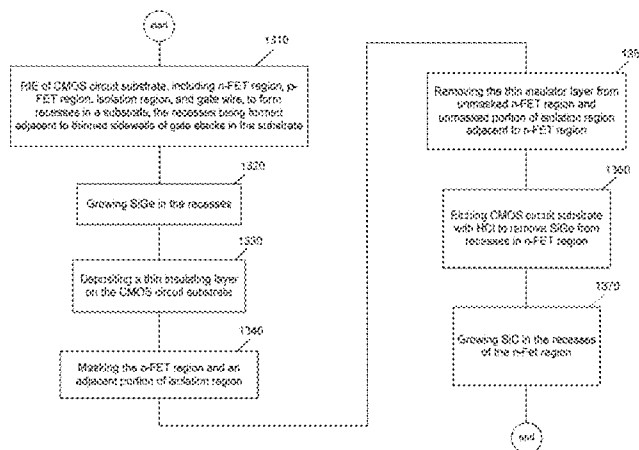 start
1310
RIE of CMOS circuit substrate, including n-FET region, p-
FET region, isolation region, and gate wire, to form
recesses in a substrate, the recesses being formed
adjacent to thinned sidewalls of gate stacks in the substrate
1320
Growing SiGe in the recesses
1330
Depositing a thin insulating layer
on the CMOS circuit substrate
1340
Masking the FET region and an
adjacent portion of isolation region
135
Removing the thin insulator layer from
unmasked n-FET region and
unmasked portion of isolation region
adjacent to n-FET region
1360
Etching CMOS circuit substrate
with HCl to remove SiGe from
recesses in n-FET region
1370
Growing SiC in the recesses
of the n-Fet region
end